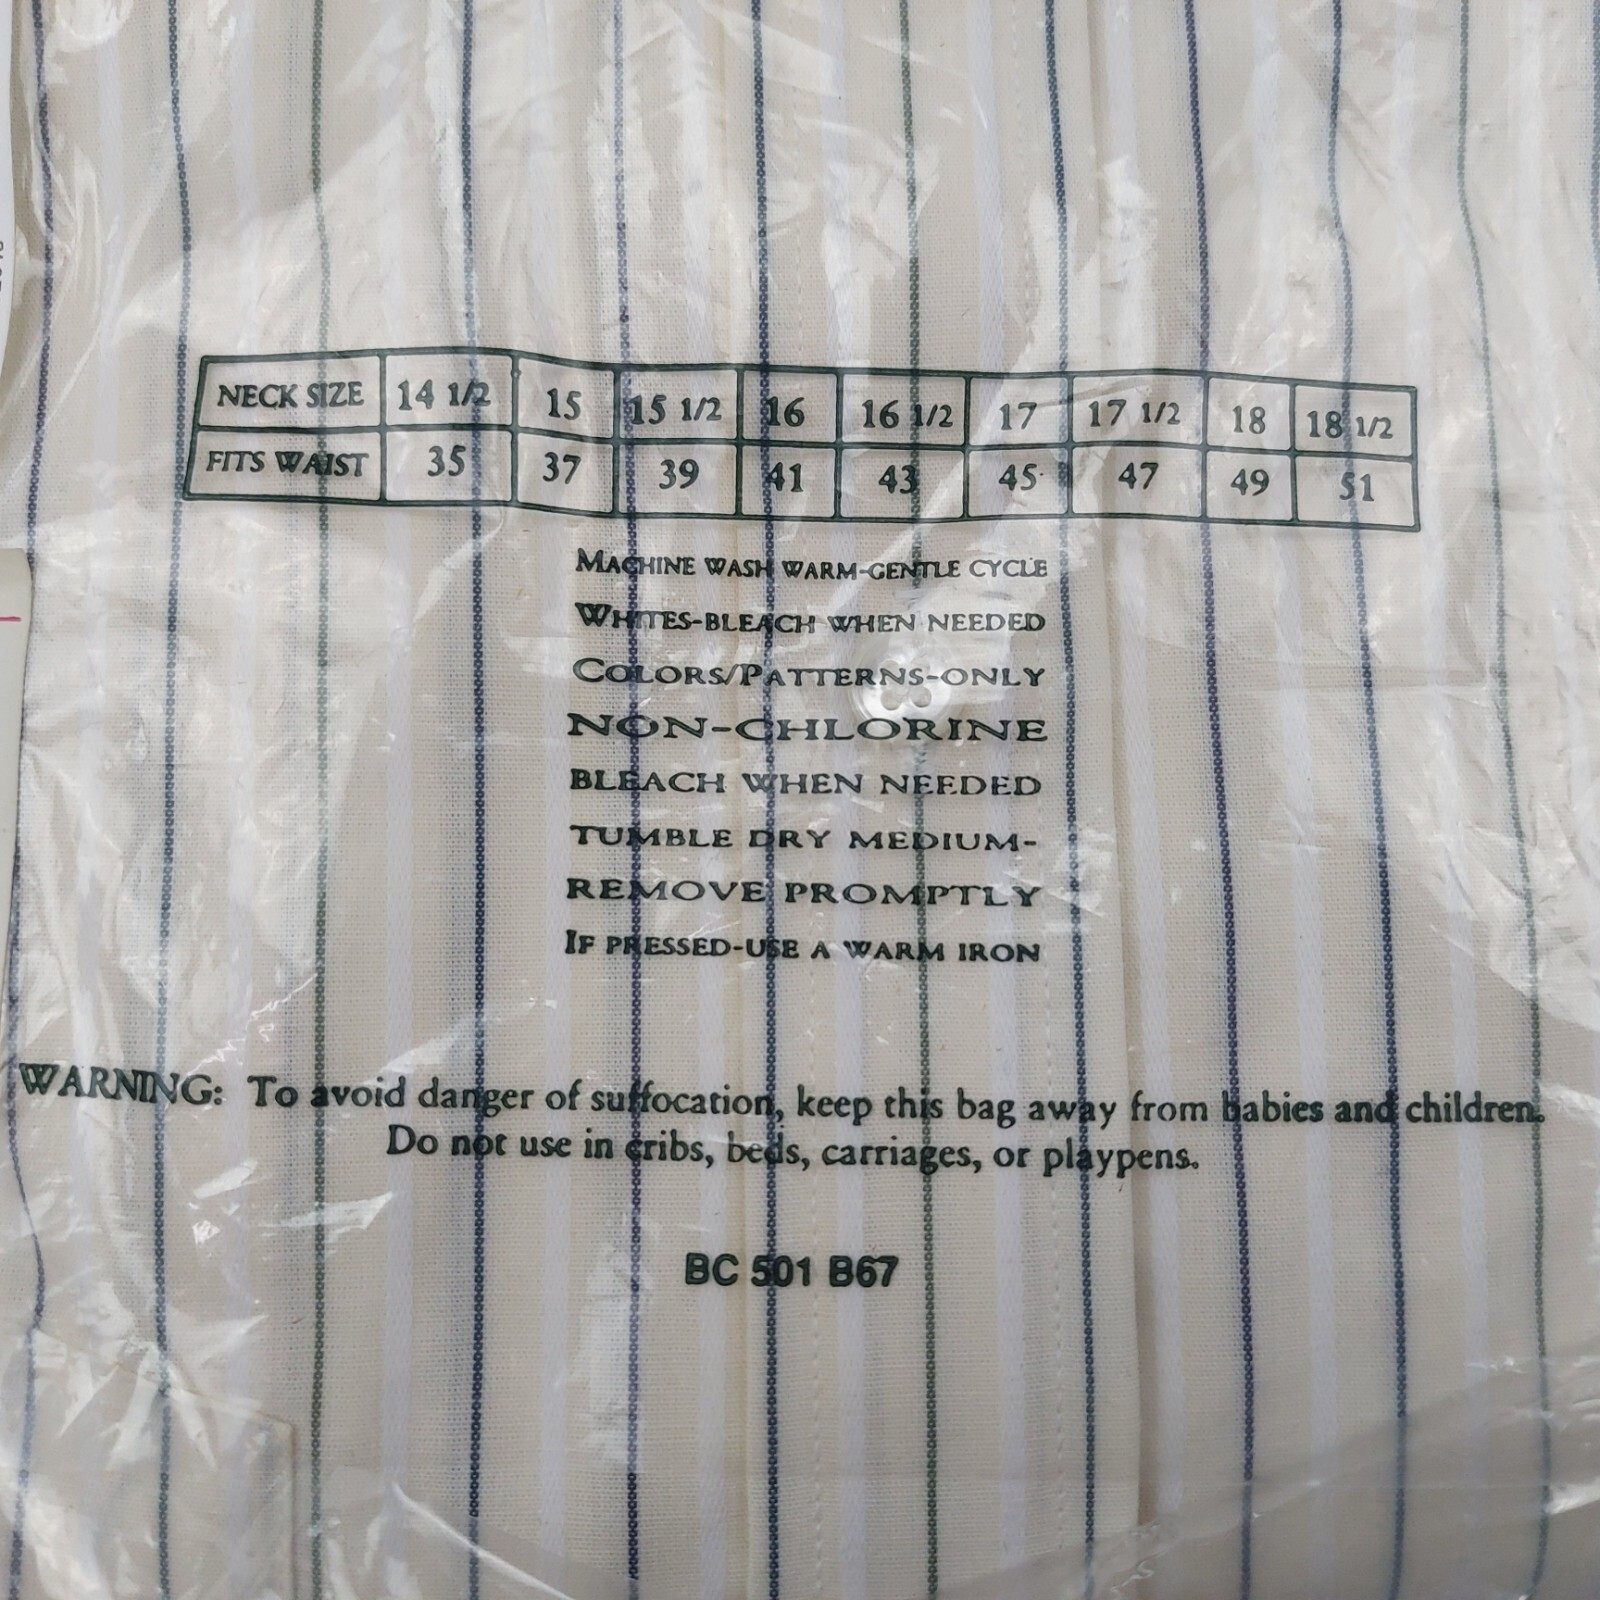 NECK SIZE 14 1/2 15 15 1/2 16 16 1/2 17 17 1/2 18 18 1/2
FITS WAIST 35 37 39 41 43 45 47 49 51
MACHINE WASH WARM-GENTLE CYCLE
WHITES-BLEACH WHEN NEEDED
COLORS/PATTERNS-ONLY
NON-CHLORINE
BLEACH WHEN NEEDED
TUMBLE DRY MEDIUM-
REMOVE PROMPTLY
IF PRESSED-USE A WARM IRON
WARNING: To avoid danger of suffocation, keep this bag away from babies and children.
Do not use in cribs, beds, carriages, or playpens.
BC 501 B67